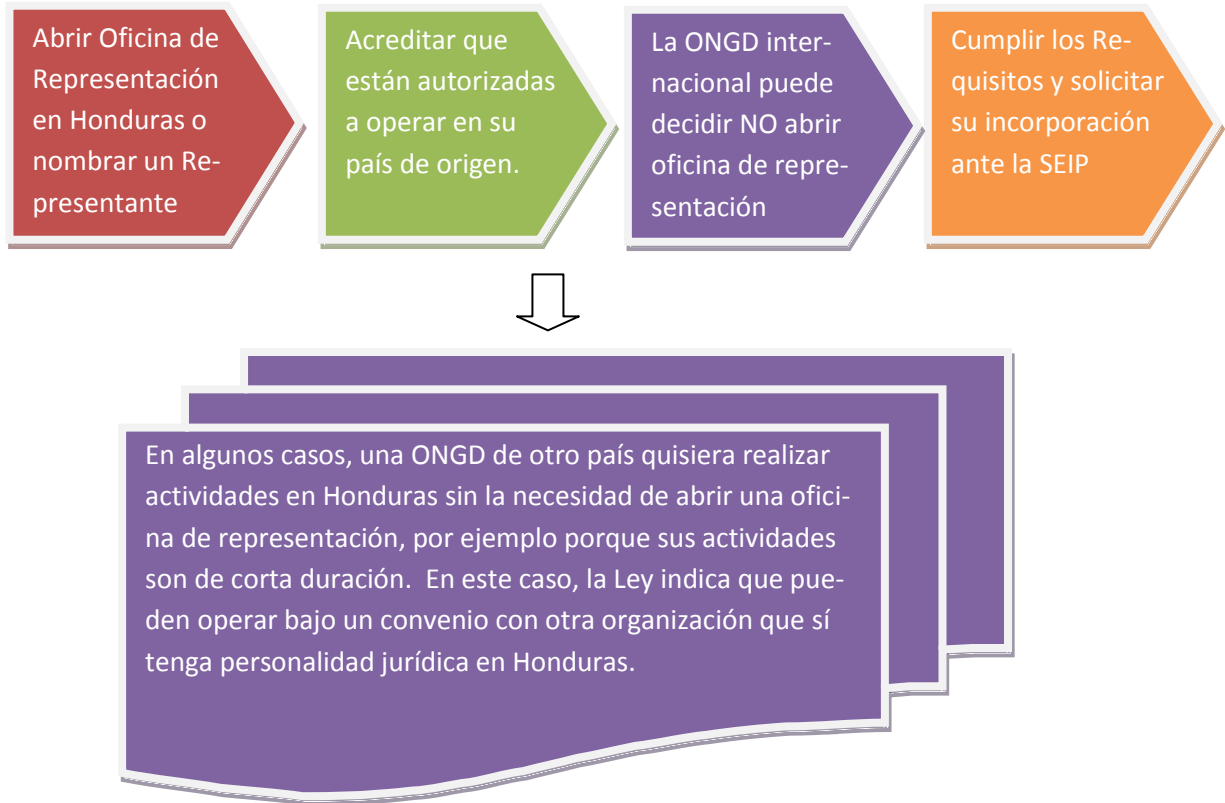 Abrir Oficina de
Representación
en Honduras o
nombrar un Re-
presentante
Acreditar que
están autorizadas
a operar en su
país de origen.
La ONGD inter-
nacional puede
decidir NO abrir
oficina de repre-
sentación
Cumplir los Re-
quisitos y solicitar
su incorporación
ante la SEIP
En algunos casos, una ONGD de otro país quisiera realizar
actividades en Honduras sin la necesidad de abrir una ofici-
na de representación, por ejemplo porque sus actividades
son de corta duración.  En este caso, la Ley indica que pue-
den operar bajo un convenio con otra organización que sí
tenga personalidad jurídica en Honduras.